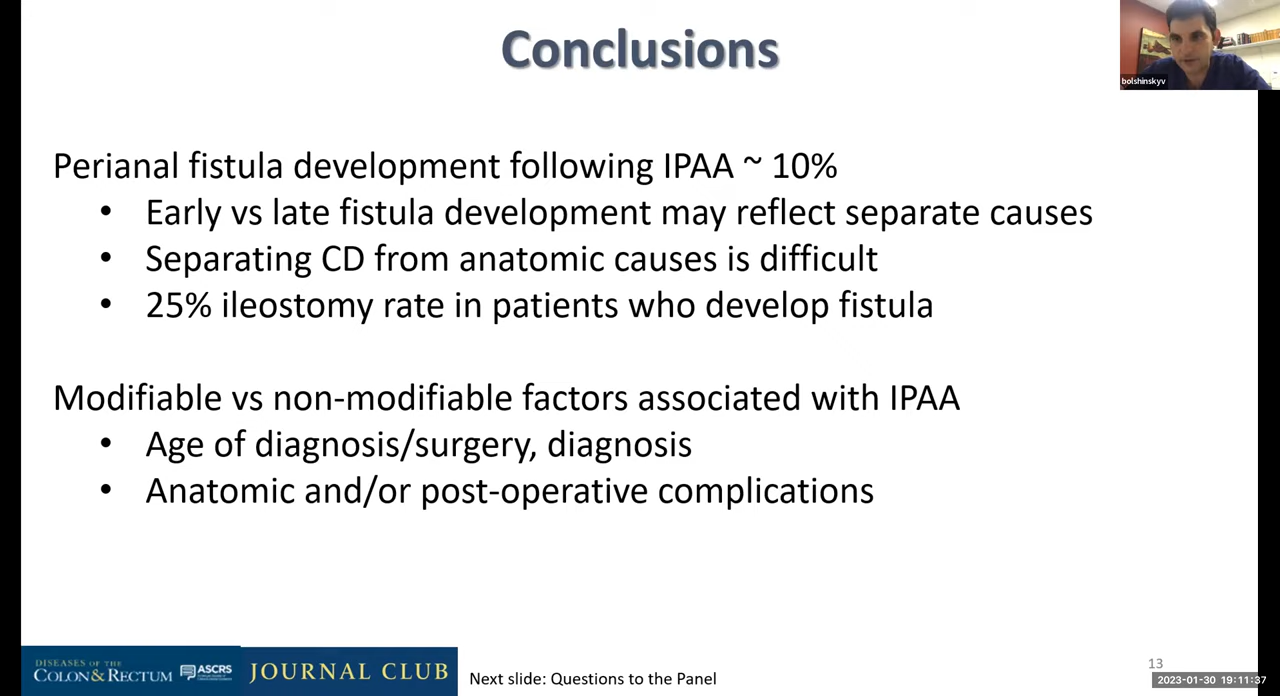 Conclusions
bolshinskyv
Perianal fistula development following IPAA ~ 10%
• Early vs late fistula development may reflect separate causes
• Separating CD from anatomic causes is difficult
• 25% ileostomy rate in patients who develop fistula
Modifiable vs non-modifiable factors associated with IPAA
• Age of diagnosis/surgery, diagnosis
• Anatomic and/or post-operative complications
DISEASES OF THE
COLON & RECTUM
ASCRS
JOURNAL CLUB
Next slide: Questions to the Panel
13
2023-01-30 19:11:37